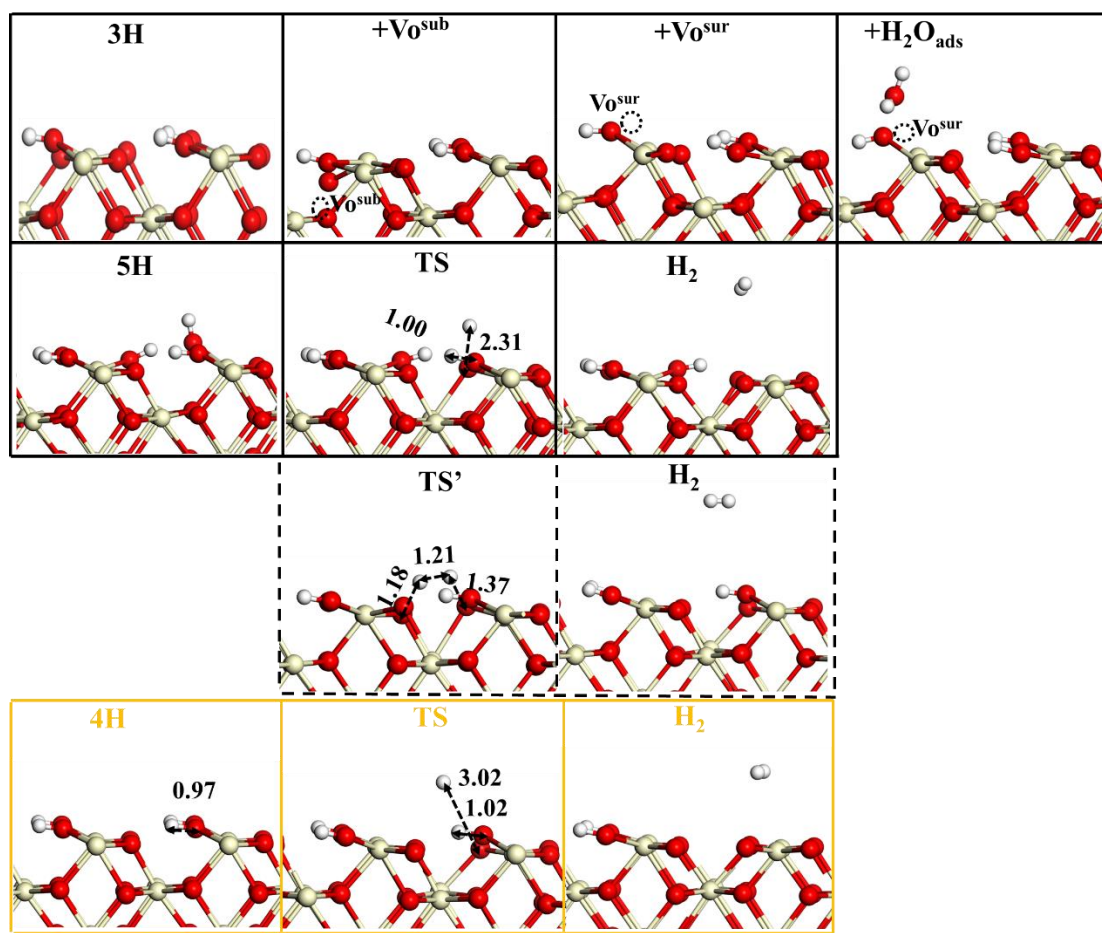 3H
+Vo^sub
+Vo^sur
+H₂O_ads
Vo^sub
Vo^sur
Vo^sur
5H
TS
H₂
1.00
2.31
TS’
H₂
1.18
1.21
1.37
4H
TS
H₂
0.97
3.02
1.02